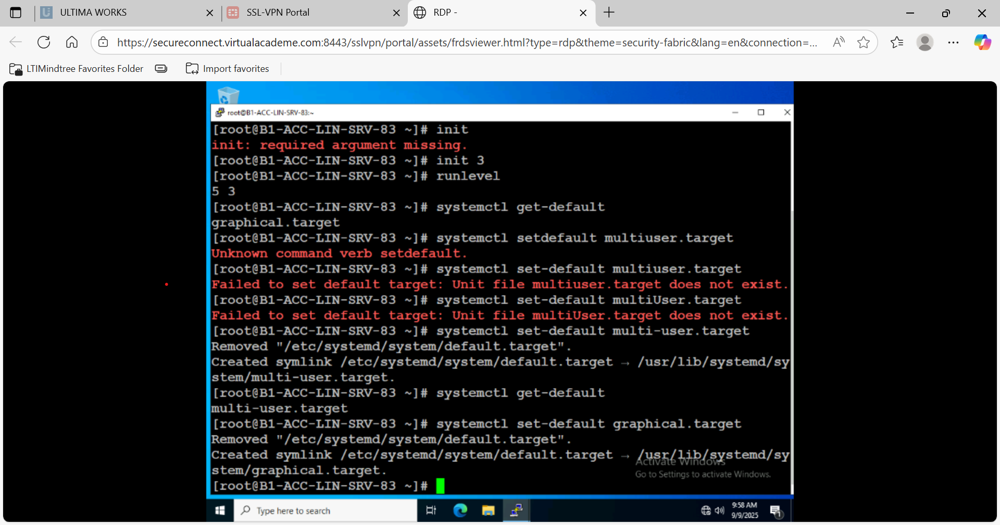 ULTIMA WORKS
SSL-VPN Portal
RDP -
https://secureconnect.virtualacademe.com:8443/sslvpn/portal/assets/frdsviewer.html?type=rdp&theme=security-fabric&lang=en&connection=...
LTIMindtree Favorites Folder
Import favorites
root@B1-ACC-LIN-SRV-83:~
[root@B1-ACC-LIN-SRV-83 ~]# init
init: required argument missing.
[root@B1-ACC-LIN-SRV-83 ~]# init 3
[root@B1-ACC-LIN-SRV-83 ~]# runlevel
5 3
[root@B1-ACC-LIN-SRV-83 ~]# systemctl get-default
graphical.target
[root@B1-ACC-LIN-SRV-83 ~]# systemctl setdefault multiuser.target
Unknown command verb setdefault.
[root@B1-ACC-LIN-SRV-83 ~]# systemctl set-default multiuser.target
Failed to set default target: Unit file multiuser.target does not exist.
[root@B1-ACC-LIN-SRV-83 ~]# systemctl set-default multiUser.target
Failed to set default target: Unit file multiUser.target does not exist.
[root@B1-ACC-LIN-SRV-83 ~]# systemctl set-default multi-user.target
Removed "/etc/systemd/system/default.target".
Created symlink /etc/systemd/system/default.target → /usr/lib/systemd/sy
stem/multi-user.target.
[root@B1-ACC-LIN-SRV-83 ~]# systemctl get-default
multi-user.target
[root@B1-ACC-LIN-SRV-83 ~]# systemctl set-default graphical.target
Removed "/etc/systemd/system/default.target".
Created symlink /etc/systemd/system/default.target → /usr/lib/systemd/sy
stem/graphical.target.
Activate Windows
Go to Settings to activate Windows.
[root@B1-ACC-LIN-SRV-83 ~]#
Type here to search
9:58 AM
9/9/2025
1